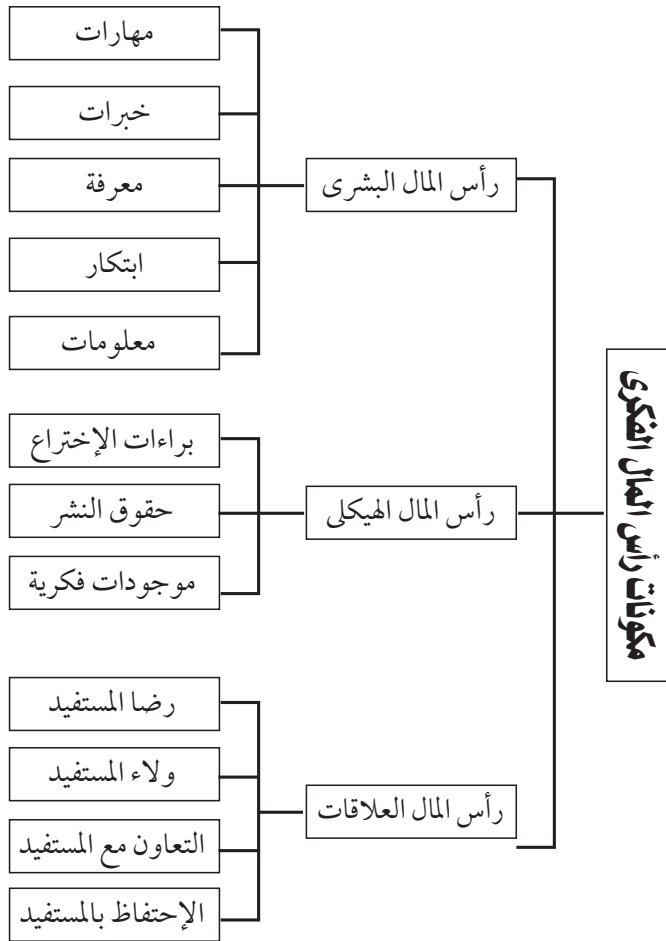 مكونات رأس المال الفكرى
رأس المال البشرى
مهارات
خبرات
معرفة
ابتكار
معلومات
رأس المال الهيكلى
براءات الإختراع
حقوق النشر
موجودات فكرية
رأس المال العلاقات
رضا المستفيد
ولاء المستفيد
التعاون مع المستفيد
الإحتفاظ بالمستفيد